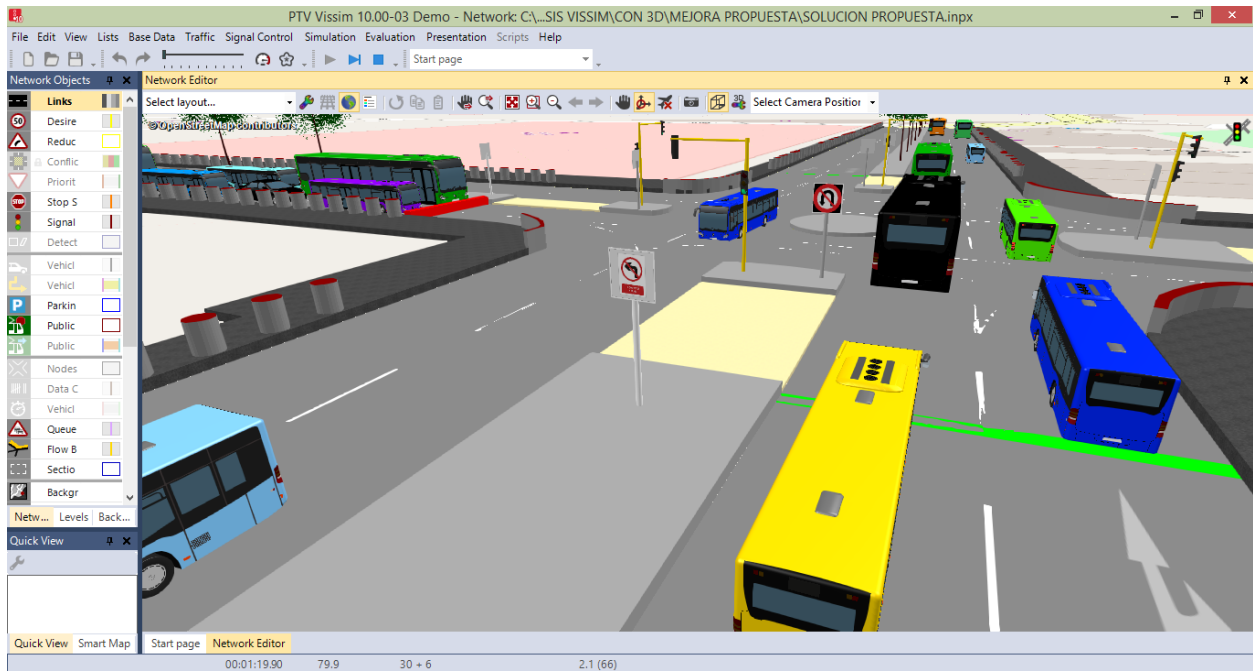 PTV Vissim 10.00-03 Demo - Network: C:\...SIS VISSIM\CON 3D\MEJORA PROPUESTA\SOLUCION PROPUESTA.inpx
File Edit View Lists Base Data Traffic Signal Control Simulation Evaluation Presentation Scripts Help
Start page
Network Objects
Network Editor
Links
Select layout...
Select Camera Position
50
Desire
© OpenStreetMap contributors
Reduc
Conflic
Priorit
STOP
Stop S
Signal
Detect
Vehicl
Vehicl
P
Parkin
Public
Public
Nodes
Data C
Vehicl
Queue
Flow B
Sectio
Backgr
Netw... Levels Back...
Quick View
Quick View Smart Map
Start page Network Editor
00:01:19.90 79.9 30 + 6 2.1 (66)